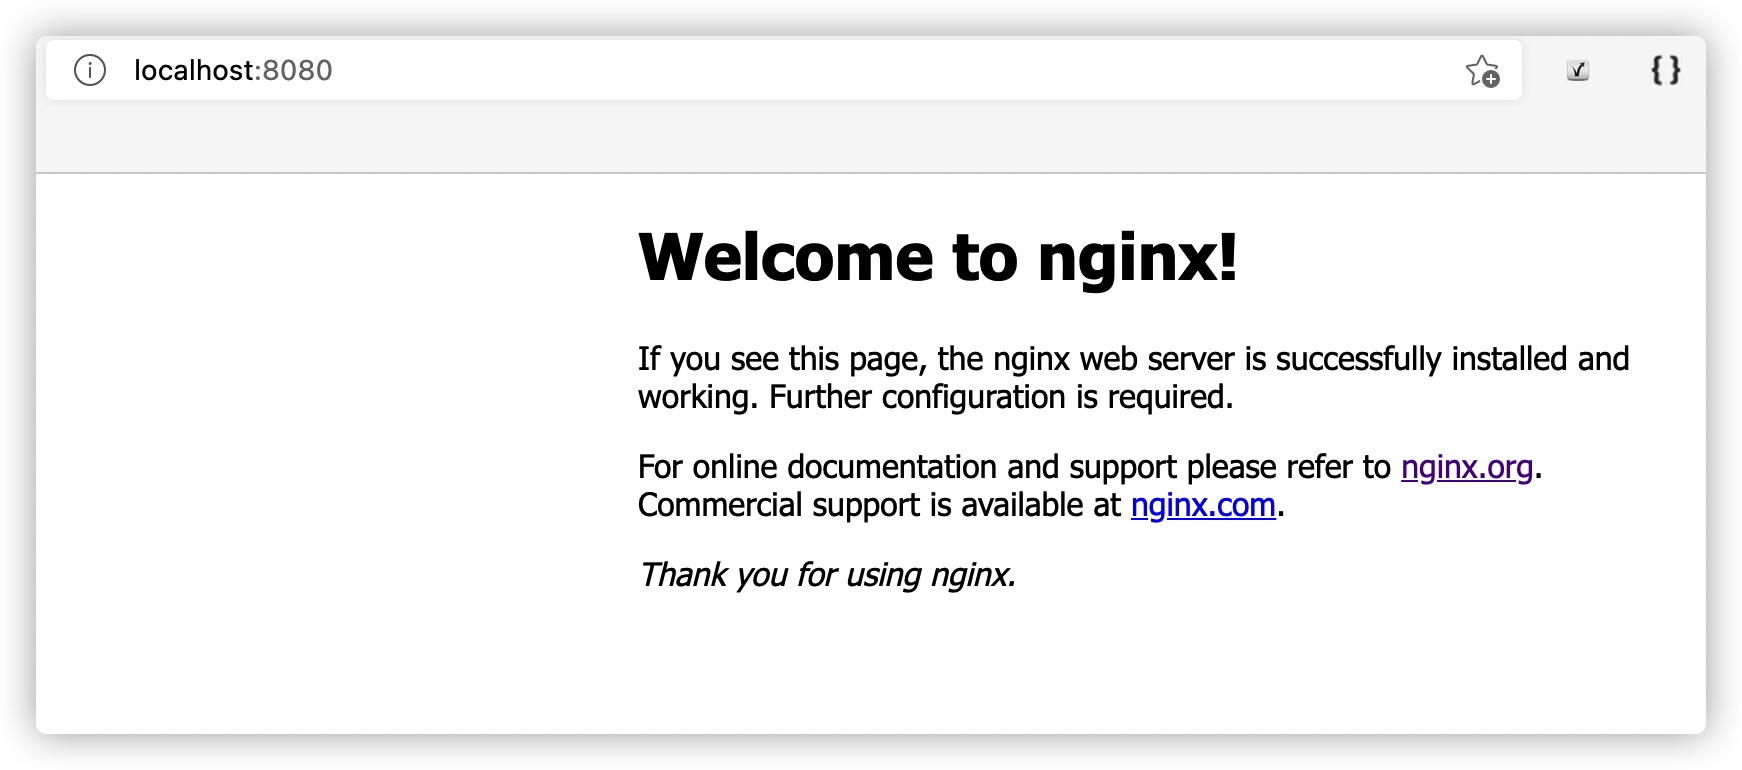 localhost:8080
Welcome to nginx!
If you see this page, the nginx web server is successfully installed and
working. Further configuration is required.
For online documentation and support please refer to nginx.org.
Commercial support is available at nginx.com.
Thank you for using nginx.